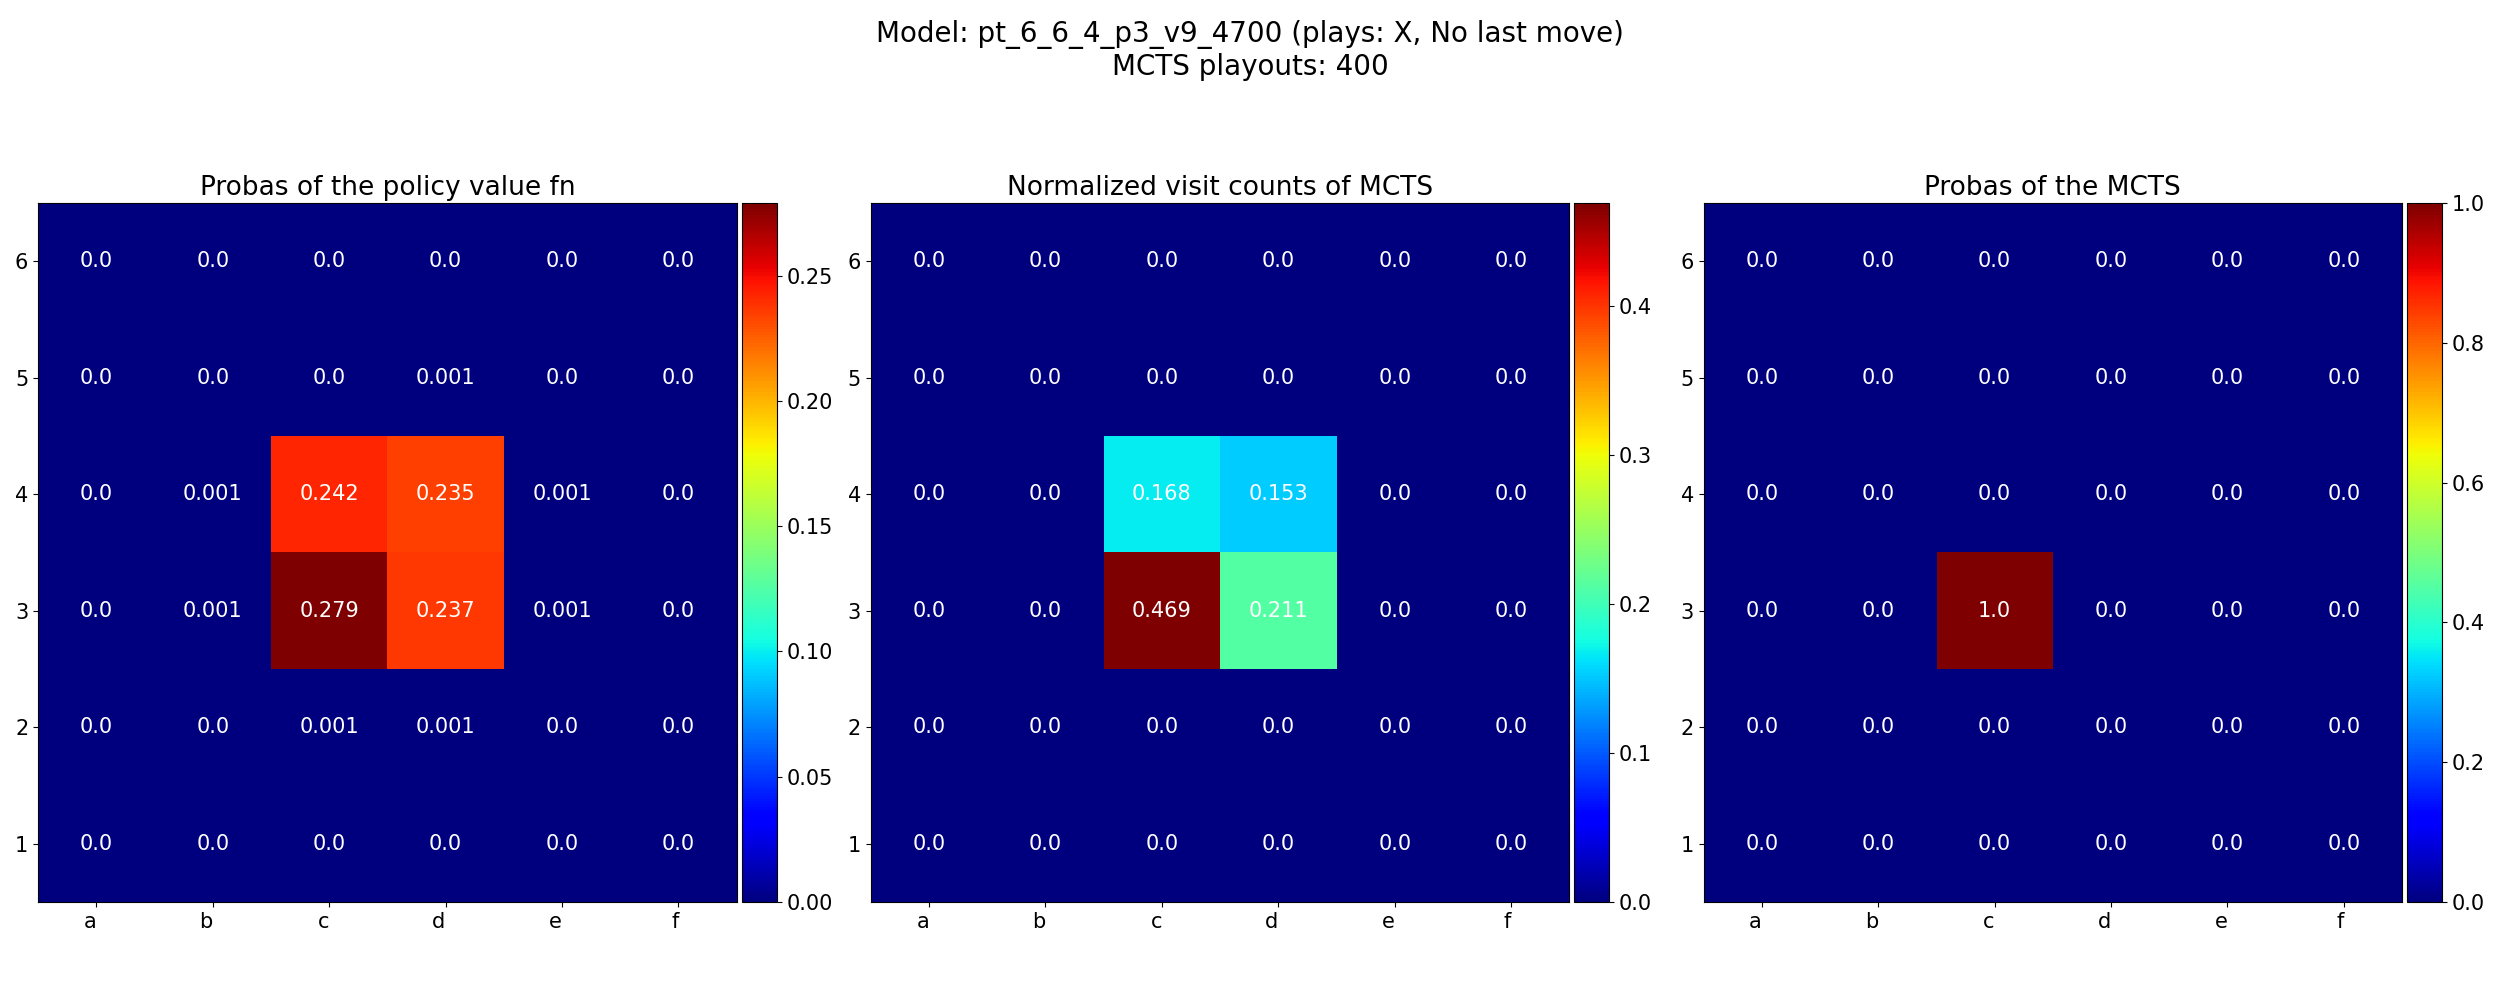 Model: pt_6_6_4_p3_v9_4700 (plays: X, No last move)
MCTS playouts: 400
Probas of the policy value fn
6 0.0 0.0 0.0 0.0 0.0 0.0
5 0.0 0.0 0.0 0.001 0.0 0.0
4 0.0 0.001 0.242 0.235 0.001 0.0
3 0.0 0.001 0.279 0.237 0.001 0.0
2 0.0 0.0 0.001 0.001 0.0 0.0
1 0.0 0.0 0.0 0.0 0.0 0.0
a b c d e f
0.25
0.20
0.15
0.10
0.05
0.00
Normalized visit counts of MCTS
6 0.0 0.0 0.0 0.0 0.0 0.0
5 0.0 0.0 0.0 0.0 0.0 0.0
4 0.0 0.0 0.168 0.153 0.0 0.0
3 0.0 0.0 0.469 0.211 0.0 0.0
2 0.0 0.0 0.0 0.0 0.0 0.0
1 0.0 0.0 0.0 0.0 0.0 0.0
a b c d e f
0.4
0.3
0.2
0.1
0.0
Probas of the MCTS
6 0.0 0.0 0.0 0.0 0.0 0.0
5 0.0 0.0 0.0 0.0 0.0 0.0
4 0.0 0.0 0.0 0.0 0.0 0.0
3 0.0 0.0 1.0 0.0 0.0 0.0
2 0.0 0.0 0.0 0.0 0.0 0.0
1 0.0 0.0 0.0 0.0 0.0 0.0
a b c d e f
1.0
0.8
0.6
0.4
0.2
0.0